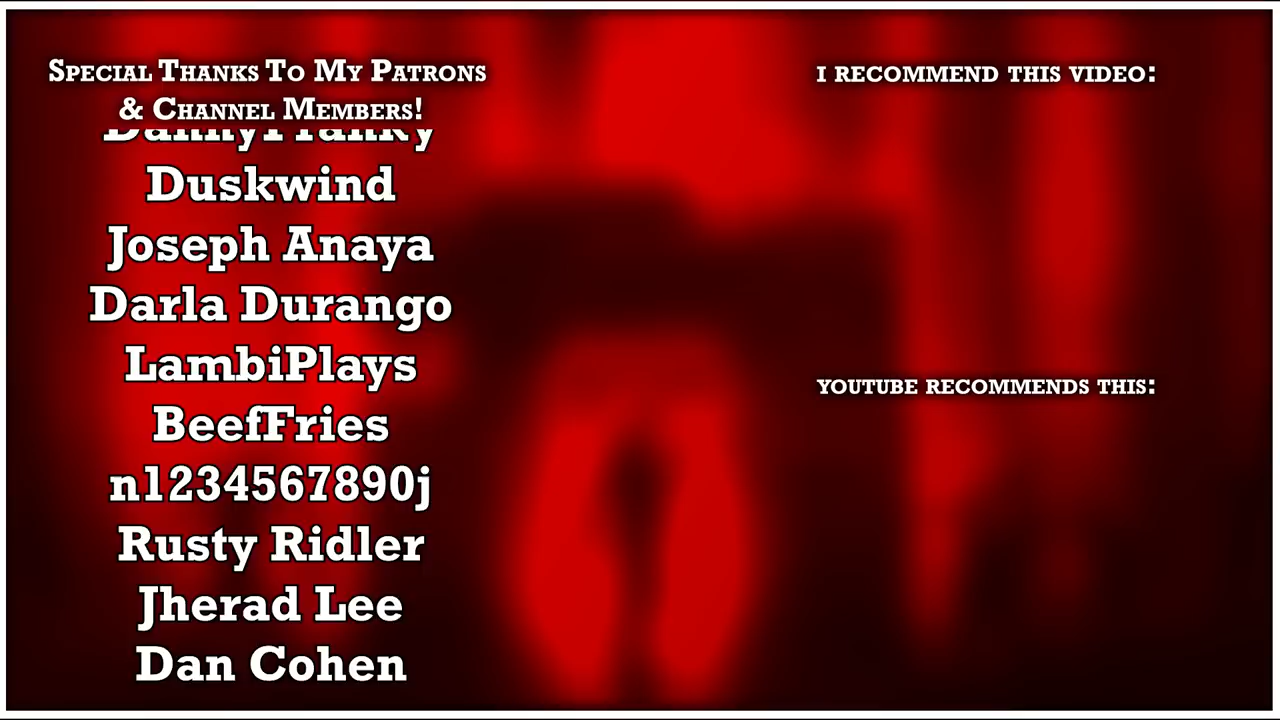 Special Thanks To My Patrons
& Channel Members!
DannyFranky
Duskwind
Joseph Anaya
Darla Durango
LambiPlays
BeefFries
n1234567890j
Rusty Ridler
Jherad Lee
Dan Cohen
I RECOMMEND THIS VIDEO:
YOUTUBE RECOMMENDS THIS: